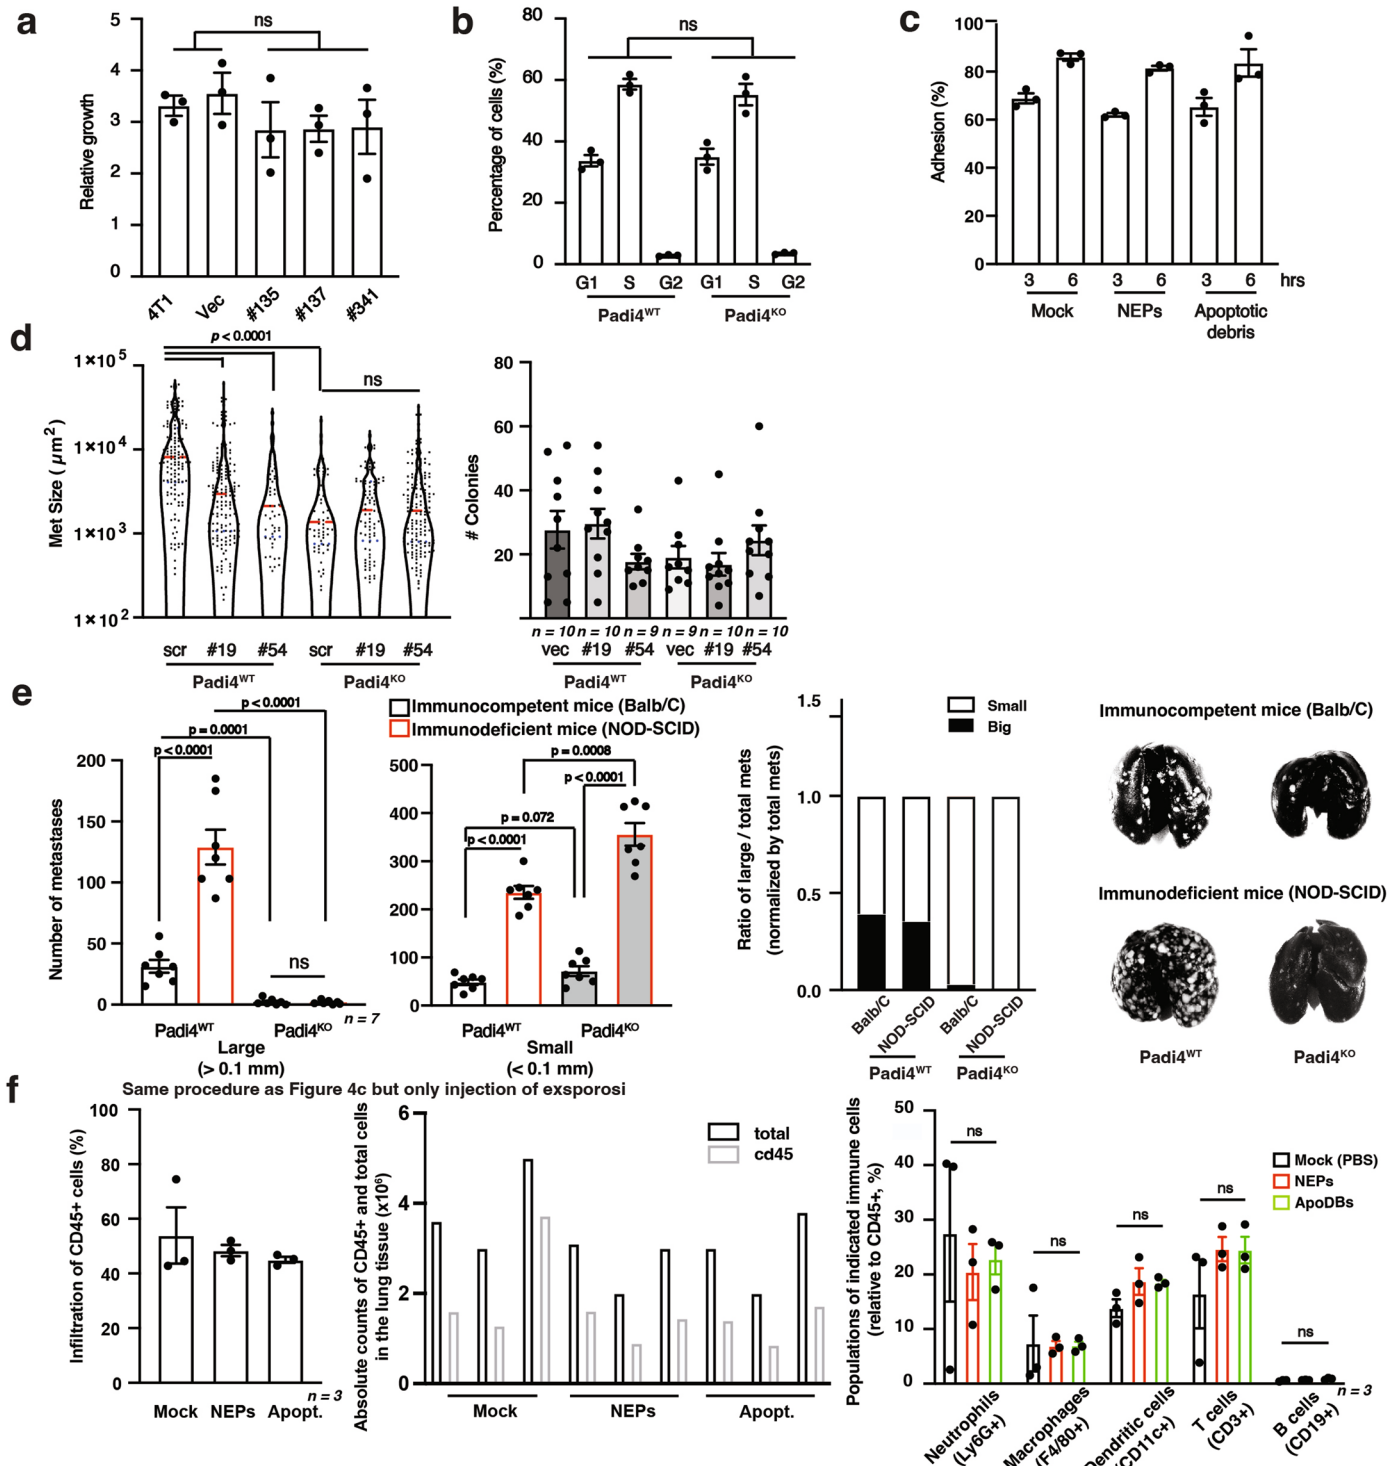 a
ns
5
4
3
2
1
0
Relative growth
4T1
Vec
#135
#137
#341
b
ns
80
60
40
20
0
Percentage of cells (%)
G1 S G2 G1 S G2
Padi4WT Padi4KO
c
100
80
60
40
20
0
Adhesion (%)
3 6 3 6 3 6 hrs
Mock NEPs Apoptotic
debris
d
p < 0.0001
ns
1×10^5
1×10^4
1×10^3
1×10^2
Met Size ( μm2)
scr #19 #54 scr #19 #54
Padi4WT Padi4KO
80
60
40
20
# Colonies
n = 10 n = 10 n = 9 n = 9 n = 10 n = 10
vec #19 #54 vec #19 #54
Padi4WT Padi4KO
e
p < 0.0001
p = 0.0001
p < 0.0001
200
150
100
50
0
Number of metastases
ns
Padi4WT Padi4KO n = 7
Large
(> 0.1 mm)
Immunocompetent mice (Balb/C)
Immunodeficient mice (NOD-SCID)
p = 0.0008
p < 0.0001
p = 0.072
p < 0.0001
500
400
300
200
100
0
Padi4WT Padi4KO
Small
(< 0.1 mm)
1.5
1.0
0.5
0.0
Ratio of large / total mets
(normalized by total mets)
Small
Big
Balb/C
NOD-SCID
Balb/C
NOD-SCID
Padi4WT Padi4KO
Immunocompetent mice (Balb/C)
Immunodeficient mice (NOD-SCID)
Padi4WT Padi4KO
f
Same procedure as Figure 4c but only injection of exsporosi
100
80
60
40
20
0
Infiltration of CD45+ cells (%)
n = 3
Mock NEPs Apopt.
6
4
2
0
Absolute counts of CD45+ and total cells
in the lung tissue (x10^6)
total
cd45
Mock NEPs Apopt.
50
40
30
20
10
0
Populations of indicated immune cells
(relative to CD45+, %)
ns
ns
ns
ns
ns
Mock (PBS)
NEPs
ApoDBs
n = 3
Neutrophils
(Ly6G+)
Macrophages
(F4/80+)
Dendritic cells
(CD11c+)
T cells
(CD3+)
B cells
(CD19+)